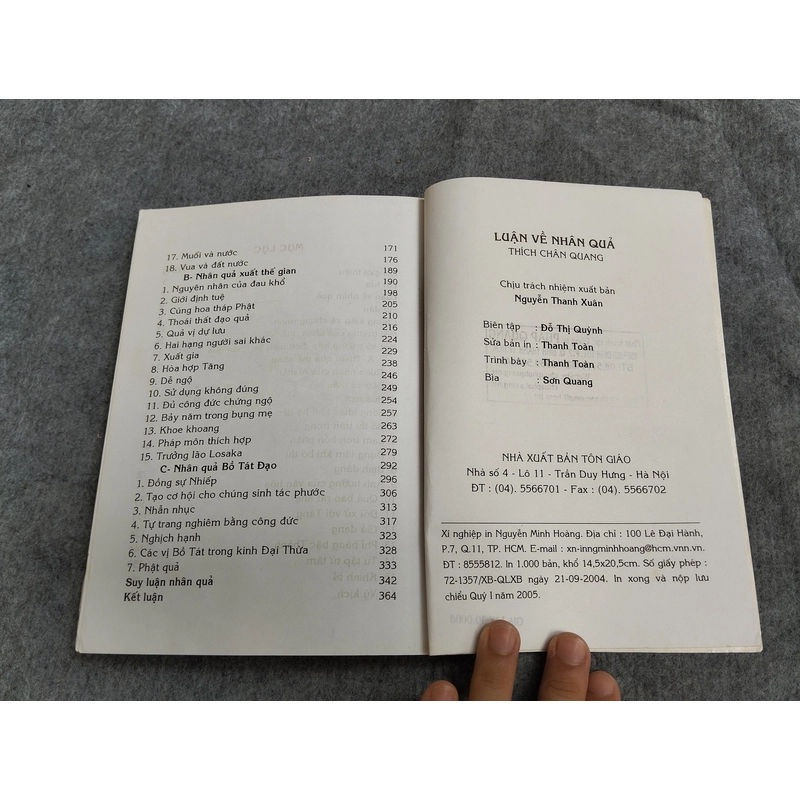 17. Muối và nước 171
18. Vua và đất nước 176
B- Nhân quả xuất thế gian 189
1. Nguyên nhân của đau khổ 190
2. Giới định tuệ 198
3. Cúng hoa tháp Phật 205
4. Thoái thất đạo quả 210
5. Quả vị dự lưu 216
6. Hai hạng người sai khác 224
7. Xuất gia 229
8. Hòa hợp Tăng 238
9. Dễ ngộ 246
10. Sử dụng không đúng 249
11. Đủ công đức chứng ngộ 254
12. Bảy năm trong bụng mẹ 257
13. Khoe khoang 263
14. Pháp môn thích hợp 272
15. Trưởng lão Losaka 279
C- Nhân quả Bồ Tát Đạo 292
1. Đồng sự Nhiếp 296
2. Tạo cơ hội cho chúng sinh tác phước 306
3. Nhẫn nhục 313
4. Tự trang nghiêm bằng công đức 317
5. Nghịch hạnh 323
6. Các vị Bồ Tát trong kinh Đại Thừa 328
7. Phật quả 333
Suy luận nhân quả 342
Kết luận 364
LUẬN VỀ NHÂN QUẢ
THÍCH CHÂN QUANG
Chịu trách nhiệm xuất bản
Nguyễn Thanh Xuân
Biên tập : Đỗ Thị Quỳnh
Sửa bản in : Thanh Toàn
Trình bày : Thanh Toàn
Bìa : Sơn Quang
NHÀ XUẤT BẢN TÔN GIÁO
Nhà số 4 - Lô 11 - Trần Duy Hưng - Hà Nội
ĐT : (04). 5566701 - Fax : (04). 5566702
Xí nghiệp in Nguyễn Minh Hoàng. Địa chỉ : 100 Lê Đại Hành,
P.7, Q.11, TP. HCM. E-mail : xn-inngminhhoang@hcm.vnn.vn.
ĐT : 8555812. In 1.000 bản, khổ 14,5x20,5cm. Số giấy phép :
72-1357/XB-QLXB ngày 21-09-2004. In xong và nộp lưu
chiểu Quý I năm 2005.